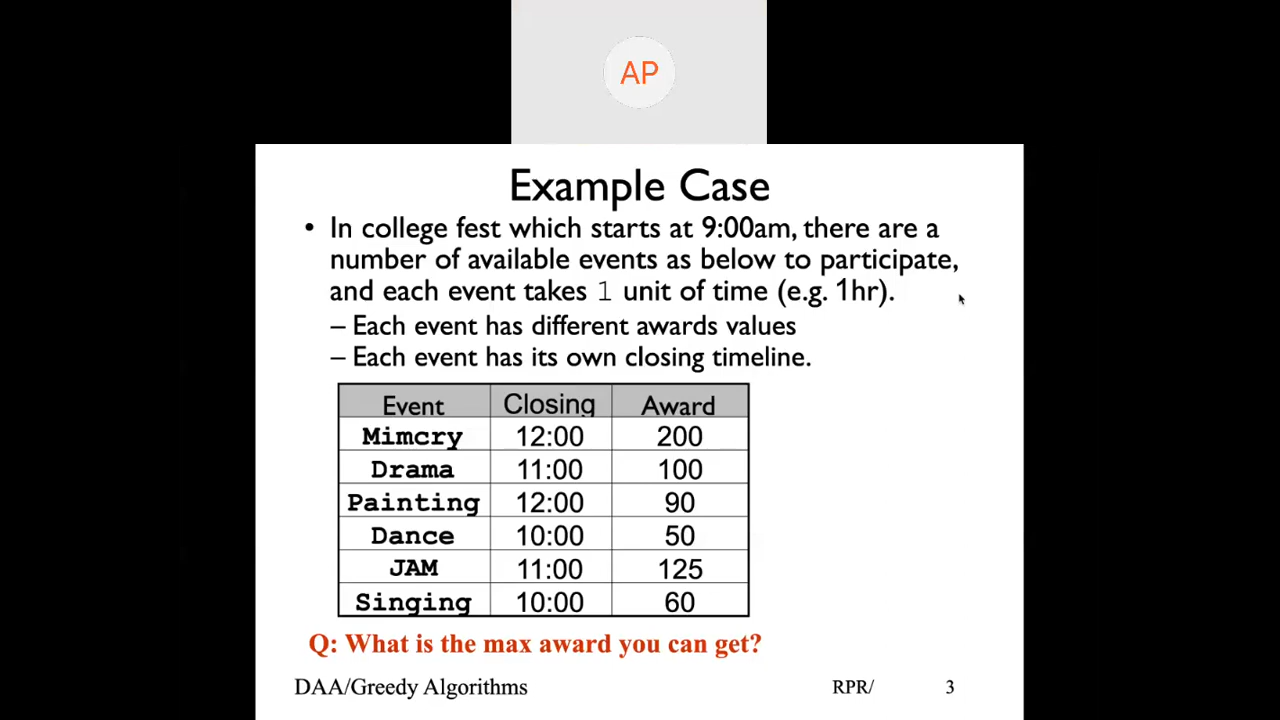 AP
Example Case
• In college fest which starts at 9:00am, there are a
number of available events as below to participate,
and each event takes 1 unit of time (e.g. 1hr).
– Each event has different awards values
– Each event has its own closing timeline.
Event Closing Award
Mimcry 12:00 200
Drama 11:00 100
Painting 12:00 90
Dance 10:00 50
JAM 11:00 125
Singing 10:00 60
Q: What is the max award you can get?
DAA/Greedy Algorithms RPR/ 3